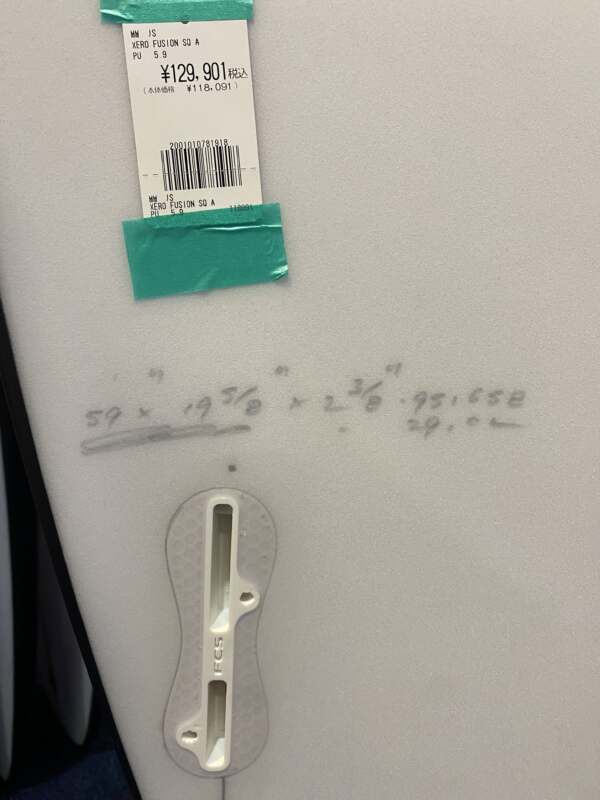 MM JS
XERO FUSION SQ A
PU 5.9
¥129,901税込
(本体価格 ¥118,091)
2001010781918
MM JS
XERO FUSION SQ A
PU 5.9
5'9" x 19 5/8" x 2 3/8"
29.0L
FCS